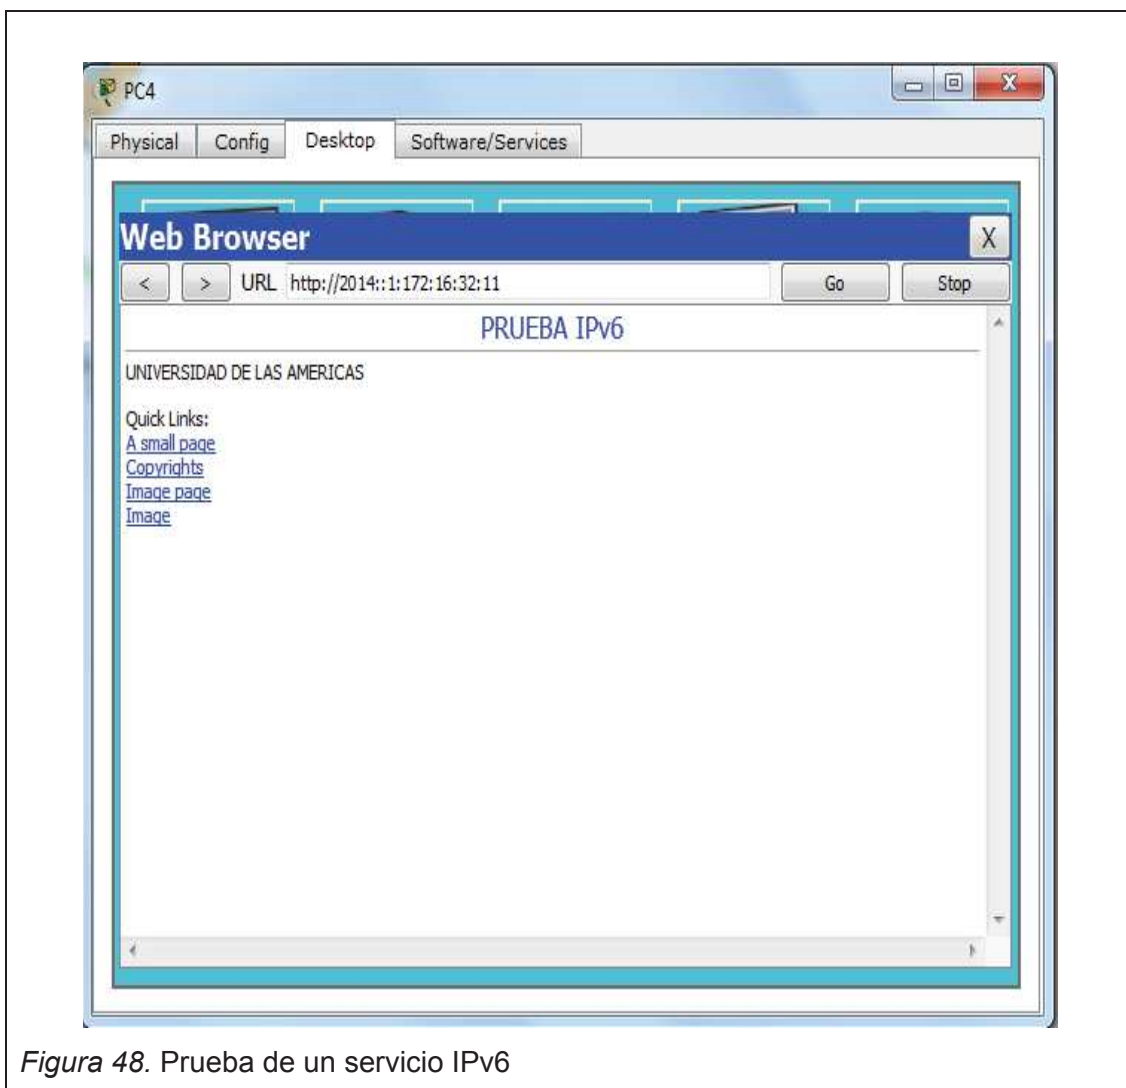 PC4
X
Physical Config Desktop Software/Services
Web Browser X
< > URL http://2014::1:172:16:32:11 Go Stop
PRUEBA IPv6
UNIVERSIDAD DE LAS AMERICAS
Quick Links:
A small page
Copyrights
Image page
Image
Figura 48. Prueba de un servicio IPv6